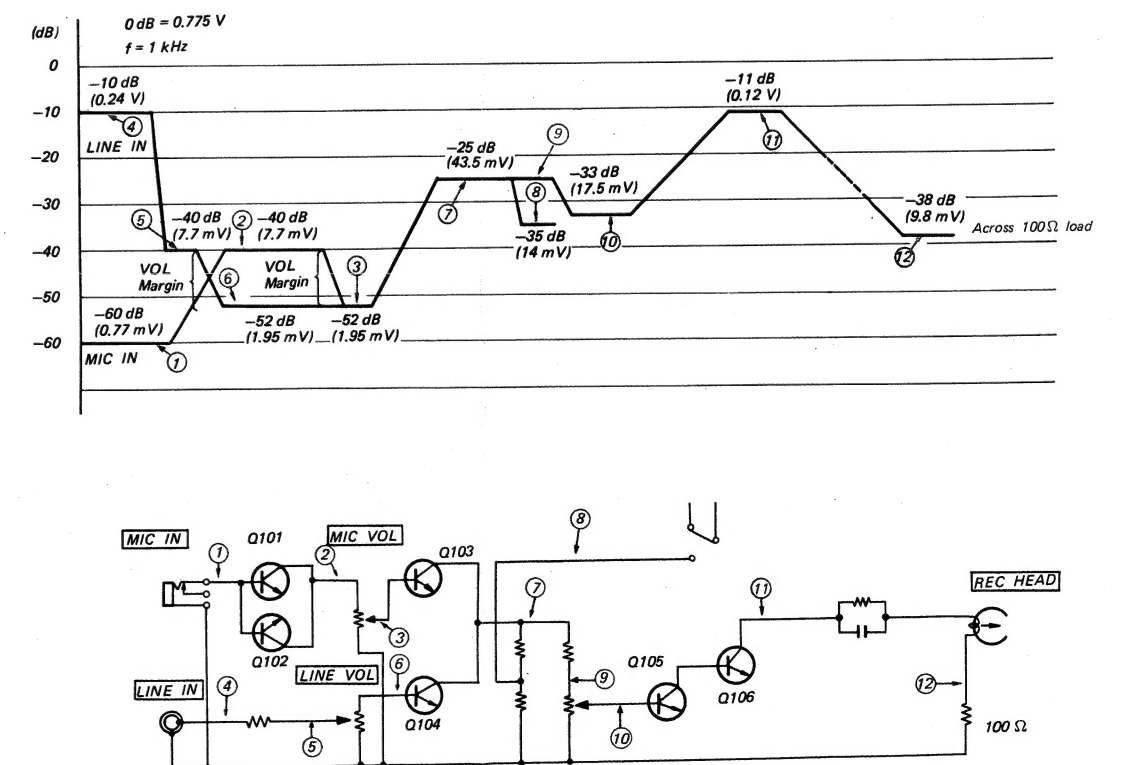 (dB)
0 dB = 0.775 V
f = 1 kHz
0
-10
-20
-30
-40
-50
-60
−10 dB
(0.24 V)
4
LINE IN
−11 dB
(0.12 V)
11
−25 dB
(43.5 mV)
9
−33 dB
(17.5 mV)
7
8
−35 dB
(14 mV)
10
−38 dB
(9.8 mV)
Across 100Ω load
12
5
−40 dB
(7.7 mV)
2
−40 dB
(7.7 mV)
VOL
Margin
6
VOL
Margin
3
−52 dB
(1.95 mV)
−52 dB
(1.95 mV)
−60 dB
(0.77 mV)
MIC IN
1
MIC IN
1
Q101
Q102
2
MIC VOL
3
Q103
LINE VOL
6
Q104
LINE IN
4
5
8
7
9
10
Q105
Q106
11
REC HEAD
12
100 Ω